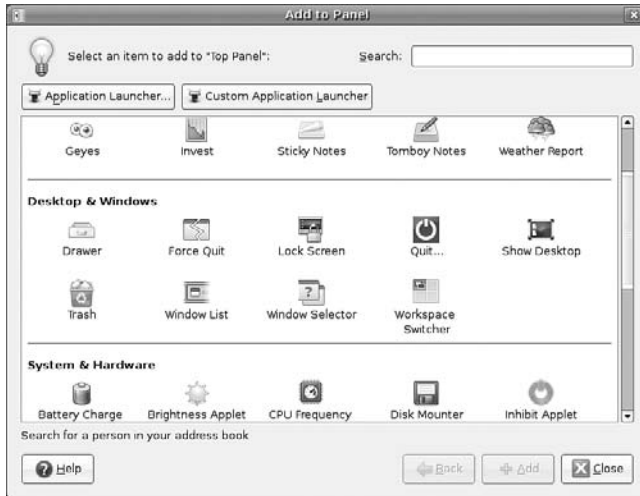 Add to Panel
Select an item to add to "Top Panel":
Search:
Application Launcher...
Custom Application Launcher
Geyes
Invest
Sticky Notes
Tomboy Notes
Weather Report
Desktop & Windows
Drawer
Force Quit
Lock Screen
Quit...
Show Desktop
Trash
Window List
Window Selector
Workspace
Switcher
System & Hardware
Battery Charge
Brightness Applet
CPU Frequency
Disk Mounter
Inhibit Applet
Search for a person in your address book
Help
Back
Add
Close